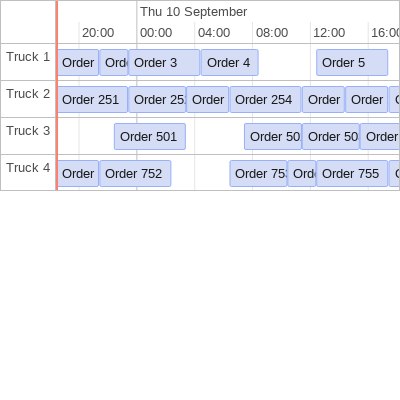 Thu 10 September
20:00 00:00 04:00 08:00 12:00 16:00
Truck 1 Order Order 3 Order 4 Order 5
Truck 2 Order 251 Order 25 Order Order 254 Order Order
Truck 3 Order 501 Order 50 Order 50 Order
Truck 4 Order Order 752 Order 75 Order 755